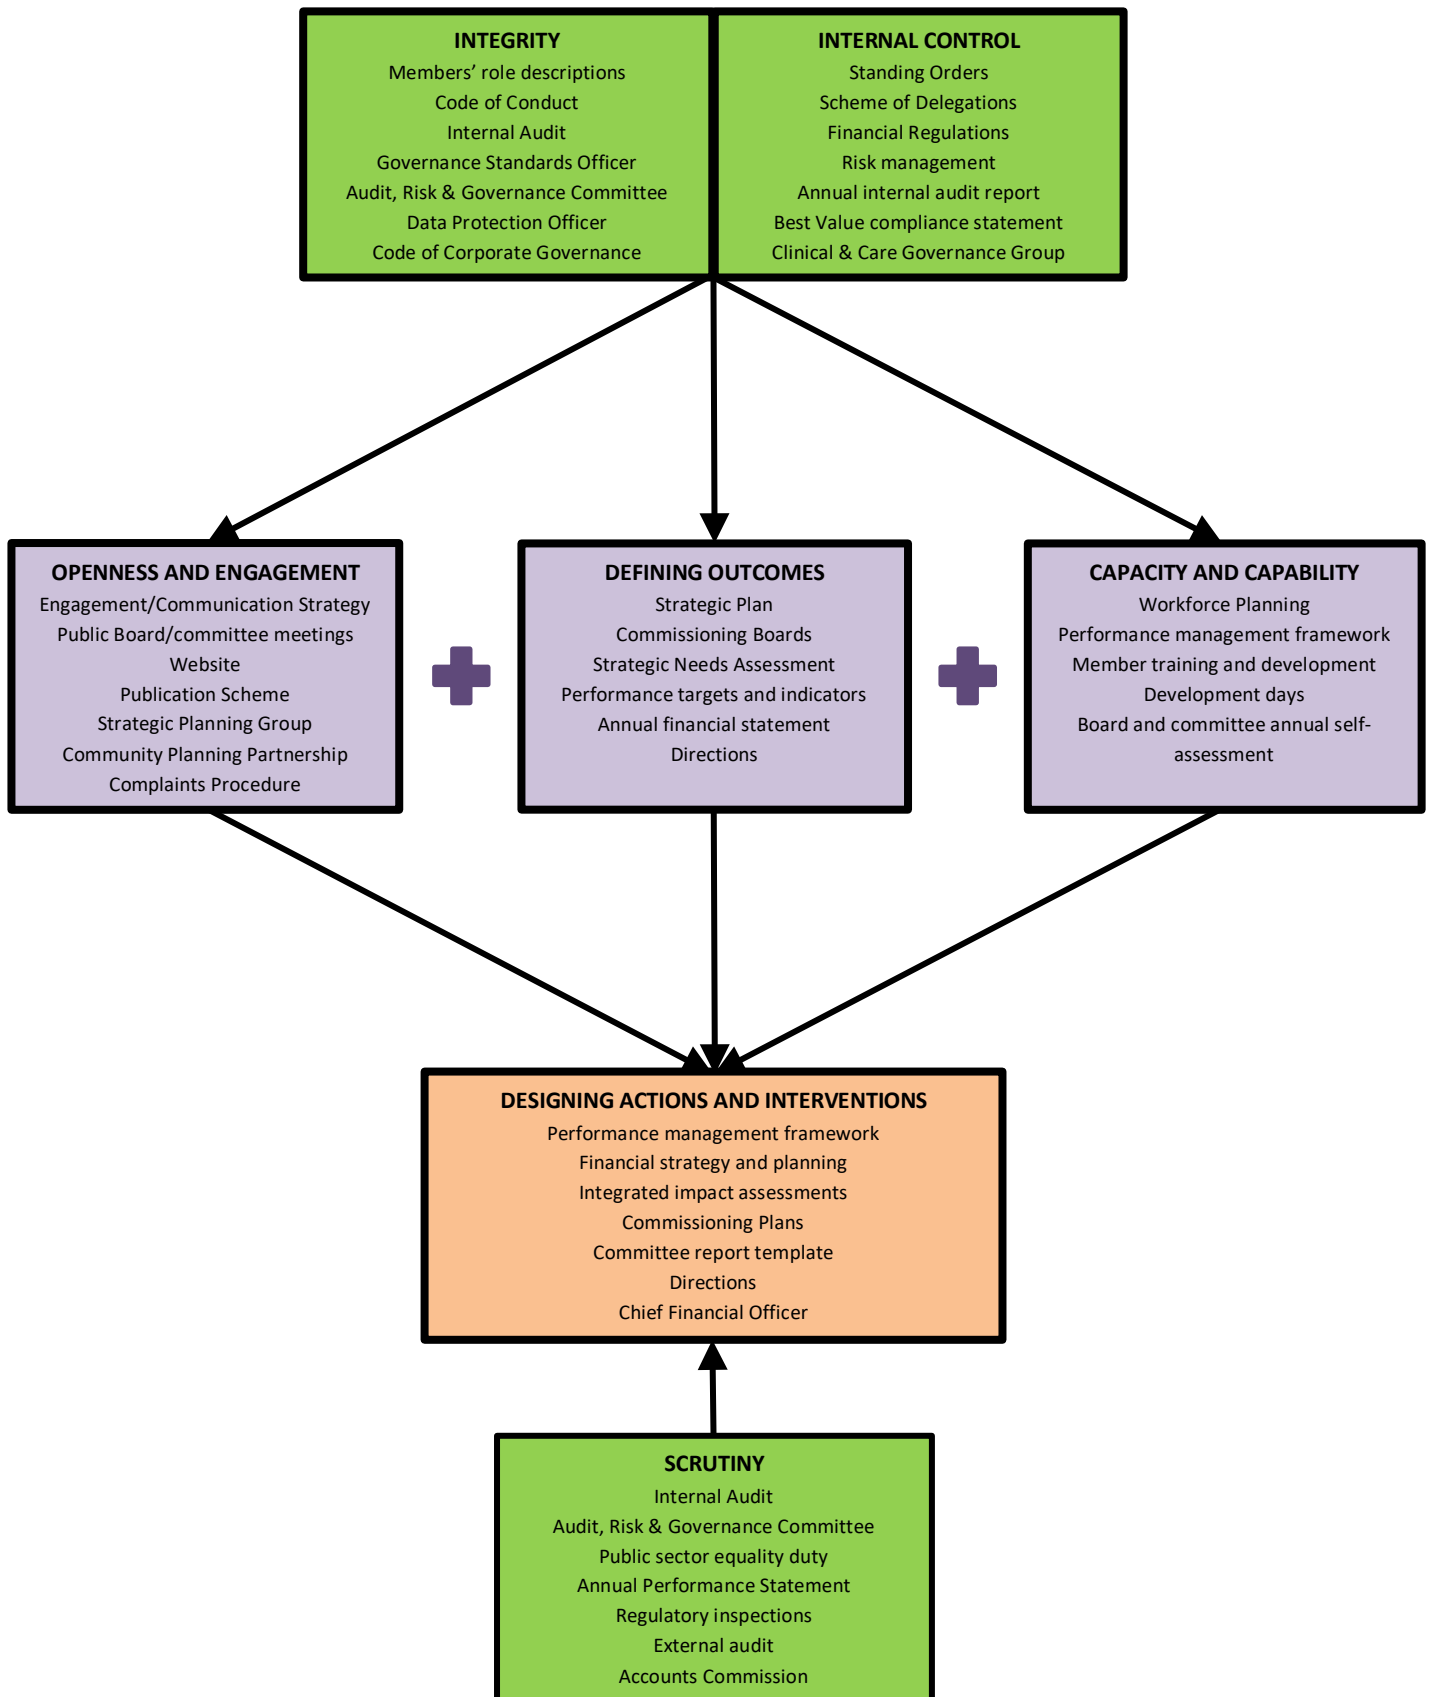 INTEGRITY
Members’ role descriptions
Code of Conduct
Internal Audit
Governance Standards Officer
Audit, Risk & Governance Committee
Data Protection Officer
Code of Corporate Governance
INTERNAL CONTROL
Standing Orders
Scheme of Delegations
Financial Regulations
Risk management
Annual internal audit report
Best Value compliance statement
Clinical & Care Governance Group
OPENNESS AND ENGAGEMENT
Engagement/Communication Strategy
Public Board/committee meetings
Website
Publication Scheme
Strategic Planning Group
Community Planning Partnership
Complaints Procedure
DEFINING OUTCOMES
Strategic Plan
Commissioning Boards
Strategic Needs Assessment
Performance targets and indicators
Annual financial statement
Directions
CAPACITY AND CAPABILITY
Workforce Planning
Performance management framework
Member training and development
Development days
Board and committee annual self-
assessment
DESIGNING ACTIONS AND INTERVENTIONS
Performance management framework
Financial strategy and planning
Integrated impact assessments
Commissioning Plans
Committee report template
Directions
Chief Financial Officer
SCRUTINY
Internal Audit
Audit, Risk & Governance Committee
Public sector equality duty
Annual Performance Statement
Regulatory inspections
External audit
Accounts Commission